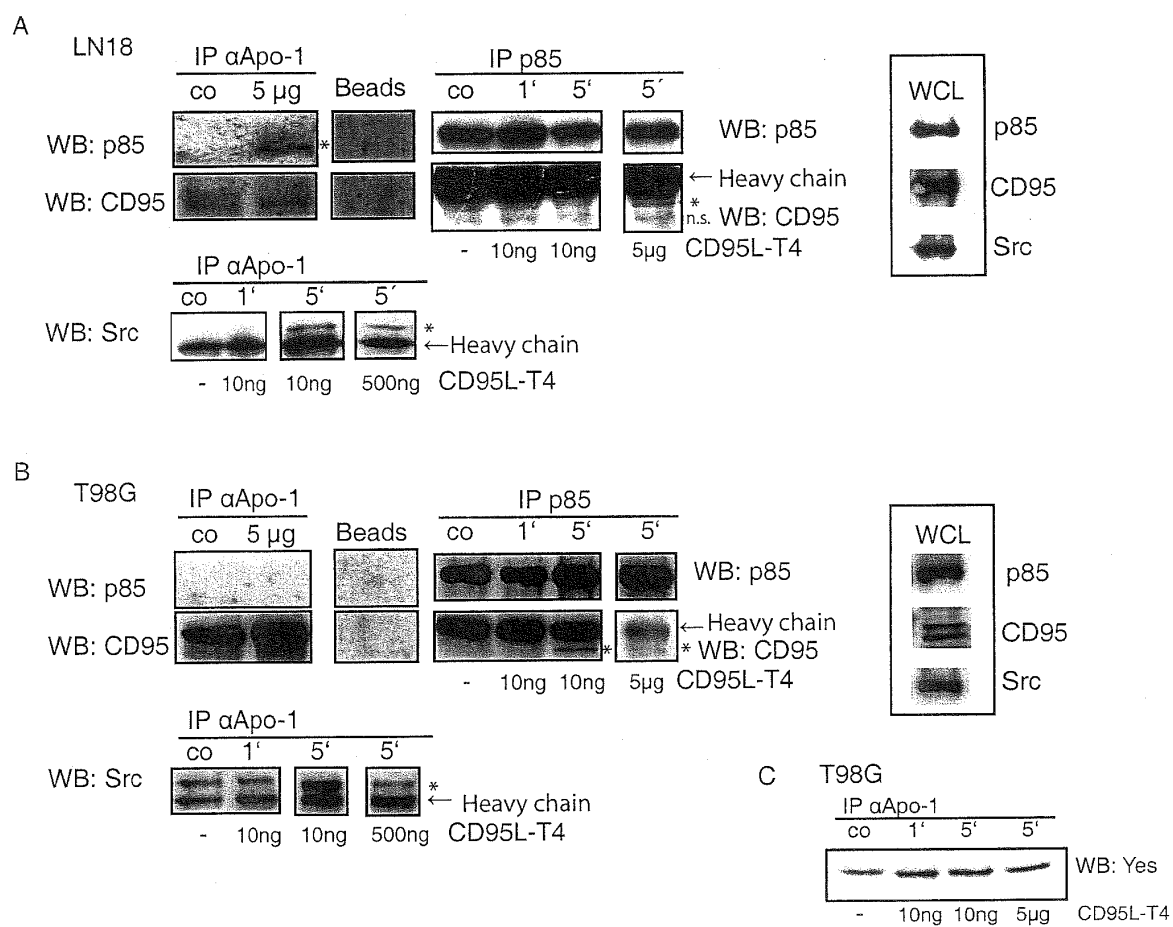 A
LN18
IP αApo-1
IP p85
co 5 µg Beads co 1‘ 5‘ 5´ WCL
WB: p85 * WB: p85 p85
← Heavy chain
*
WB: CD95 n.s. WB: CD95 CD95
- 10ng 10ng 5µg CD95L-T4 Src
IP αApo-1
co 1‘ 5‘ 5´
WB: Src *
←Heavy chain
- 10ng 10ng 500ng CD95L-T4
B
T98G
IP αApo-1 IP p85
co 5 µg Beads co 1‘ 5‘ 5‘ WCL
WB: p85 WB: p85 p85
←Heavy chain
WB: CD95 * * WB: CD95 CD95
- 10ng 10ng 5µg CD95L-T4 Src
IP αApo-1
co 1‘ 5‘ 5‘
WB: Src *
← Heavy chain
- 10ng 10ng 500ng CD95L-T4
C T98G
IP αApo-1
co 1‘ 5‘ 5‘
WB: Yes
- 10ng 10ng 5µg CD95L-T4